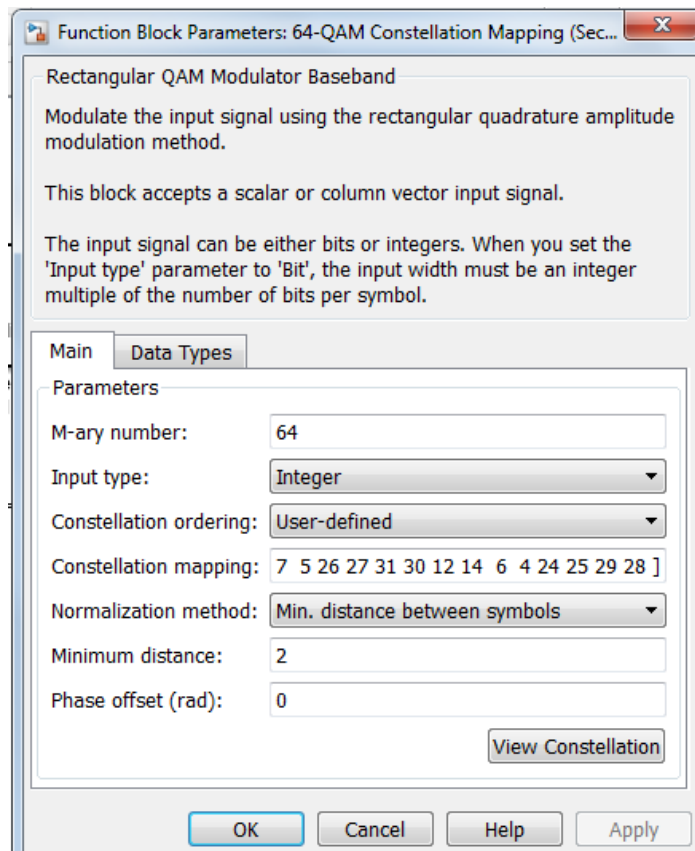 Function Block Parameters: 64-QAM Constellation Mapping (Sec...
Rectangular QAM Modulator Baseband
Modulate the input signal using the rectangular quadrature amplitude
modulation method.
This block accepts a scalar or column vector input signal.
The input signal can be either bits or integers. When you set the
'Input type' parameter to 'Bit', the input width must be an integer
multiple of the number of bits per symbol.
Main Data Types
Parameters
M-ary number: 64
Input type: Integer
Constellation ordering: User-defined
Constellation mapping: 7 5 26 27 31 30 12 14 6 4 24 25 29 28 ]
Normalization method: Min. distance between symbols
Minimum distance: 2
Phase offset (rad): 0
View Constellation
OK Cancel Help Apply